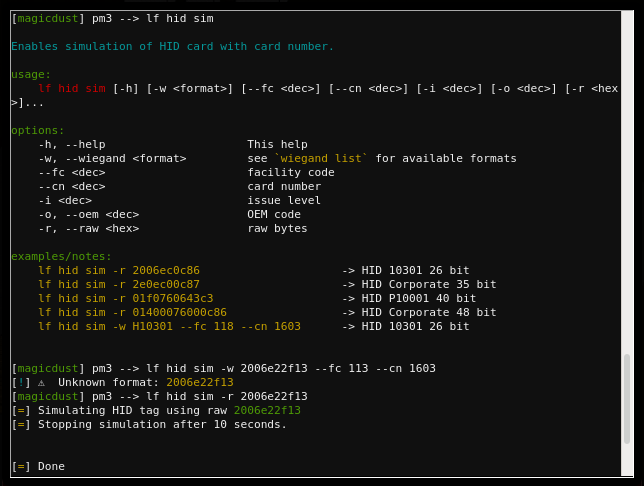 [magicdust] pm3 --> lf hid sim
Enables simulation of HID card with card number.
usage:
lf hid sim [-h] [-w <format>] [--fc <dec>] [--cn <dec>] [-i <dec>] [-o <dec>] [-r <hex
>]...
options:
-h, --help This help
-w, --wiegand <format> see `wiegand list` for available formats
--fc <dec> facility code
--cn <dec> card number
-i <dec> issue level
-o, --oem <dec> OEM code
-r, --raw <hex> raw bytes
examples/notes:
lf hid sim -r 2006ec0c86 -> HID 10301 26 bit
lf hid sim -r 2e0ec00c87 -> HID Corporate 35 bit
lf hid sim -r 01f0760643c3 -> HID P10001 40 bit
lf hid sim -r 01400076000c86 -> HID Corporate 48 bit
lf hid sim -w H10301 --fc 118 --cn 1603 -> HID 10301 26 bit
[magicdust] pm3 --> lf hid sim -w 2006e22f13 --fc 113 --cn 1603
[!] ⚠ Unknown format: 2006e22f13
[magicdust] pm3 --> lf hid sim -r 2006e22f13
[=] Simulating HID tag using raw 2006e22f13
[=] Stopping simulation after 10 seconds.
[=] Done